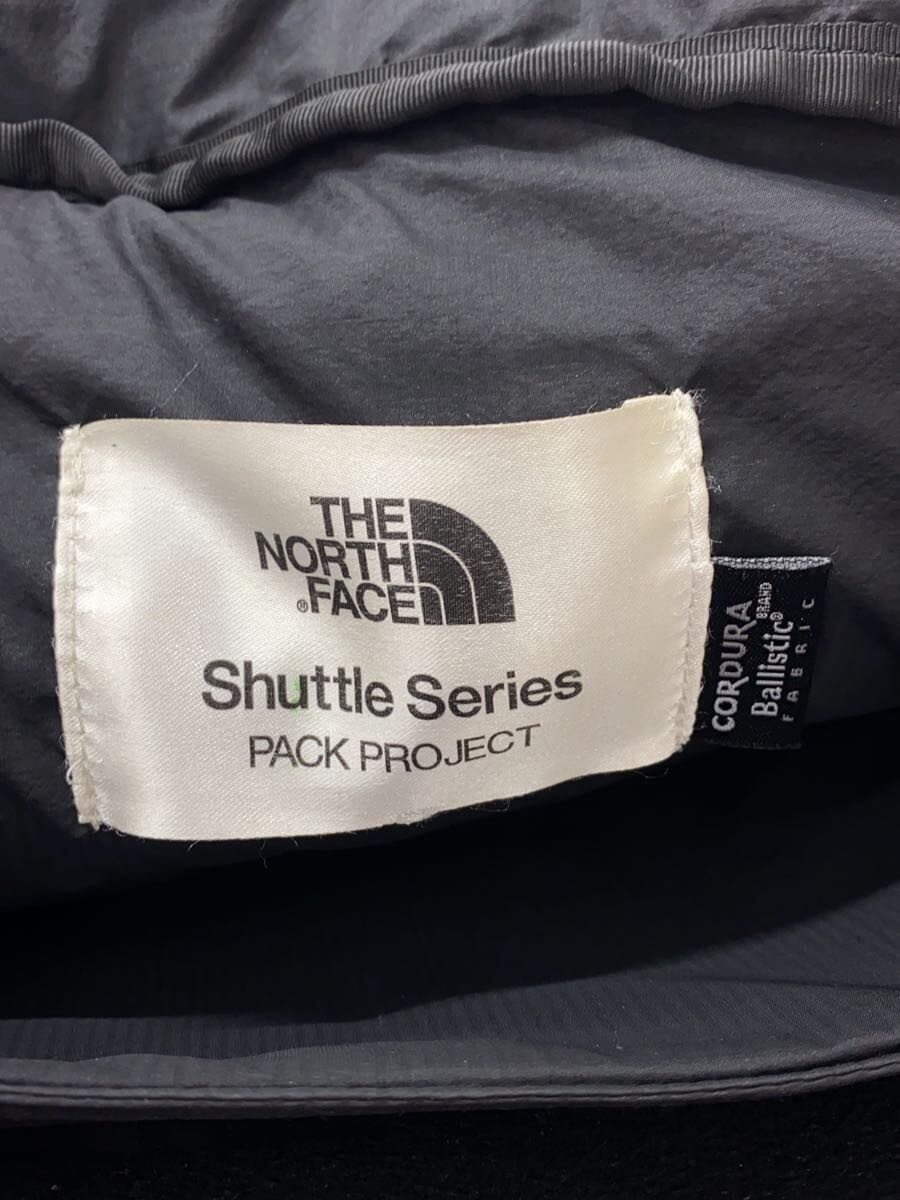 THE
NORTH
®FACE
Shuttle Series
PACK PROJECT
CORDURA
BRAND
Ballistic®
FABRIC